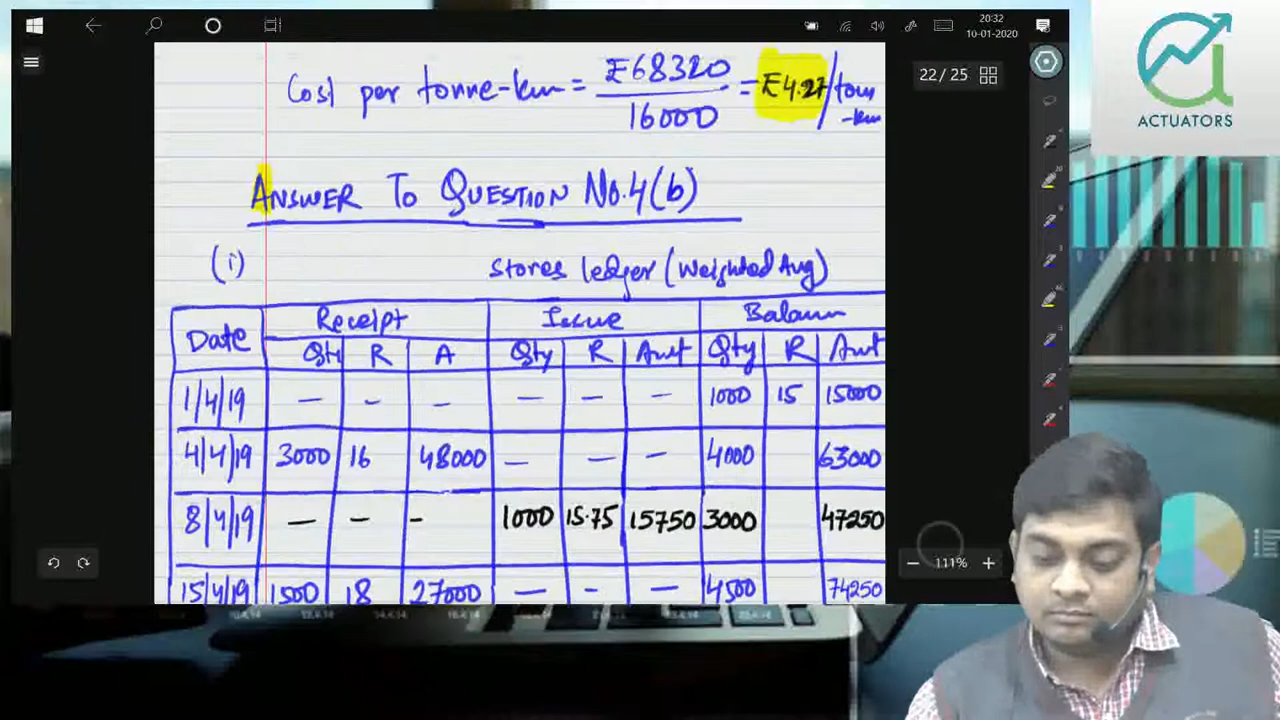 20:32
10-01-2020
ACTUATORS
22 / 25
Cost per tonne-km = £68320 / 16000 = £4.27/tonn-km
ANSWER TO QUESTION No.4(b)
(i) Stores ledger (Weighted Avg)
Date Receipt Issue Balann
Qty R A Qty R Amt Qty R Amt
1/4/19 — — — — — — 1000 15 15000
4/4/19 3000 16 48000 — — — 4000 63000
8/4/19 — — - 1000 15.75 15750 3000 47250
15/4/19 1500 18 27000 — - — 4500 74250
111%